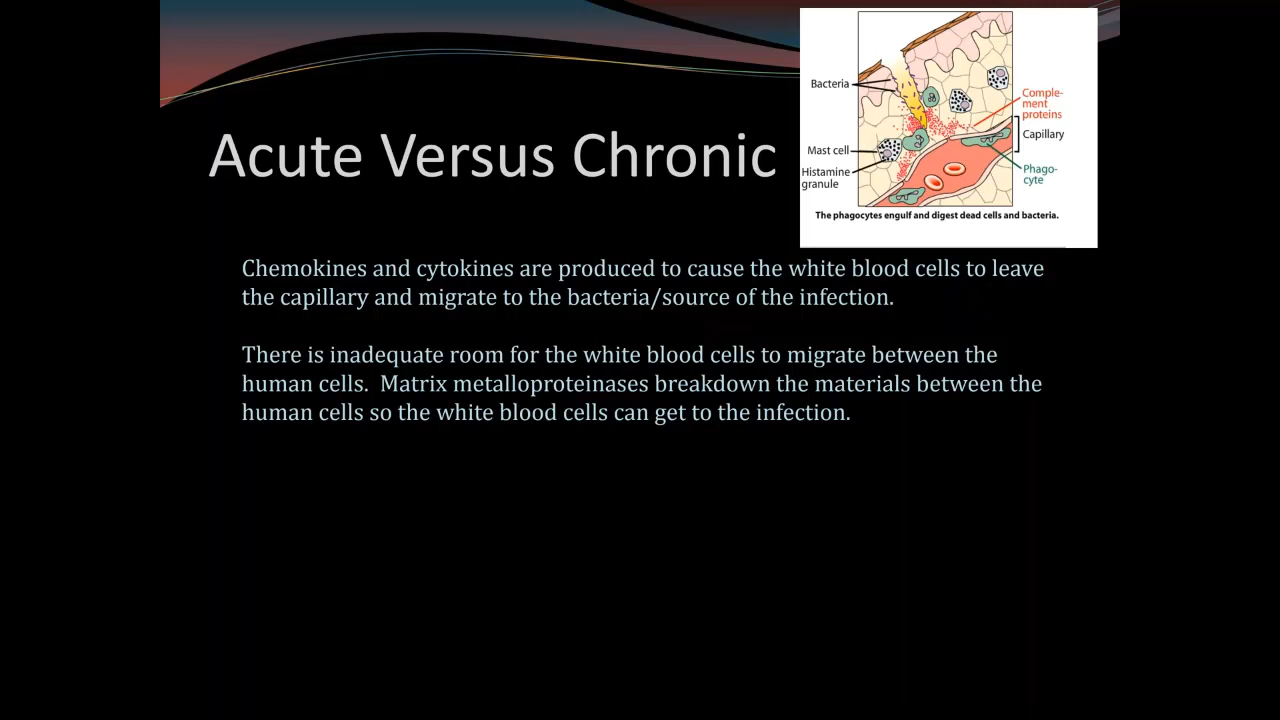 Acute Versus Chronic
Bacteria
Mast cell
Histamine
granule
Comple-
ment
proteins
Capillary
Phago-
cyte
The phagocytes engulf and digest dead cells and bacteria.
Chemokines and cytokines are produced to cause the white blood cells to leave
the capillary and migrate to the bacteria/source of the infection.
There is inadequate room for the white blood cells to migrate between the
human cells.  Matrix metalloproteinases breakdown the materials between the
human cells so the white blood cells can get to the infection.